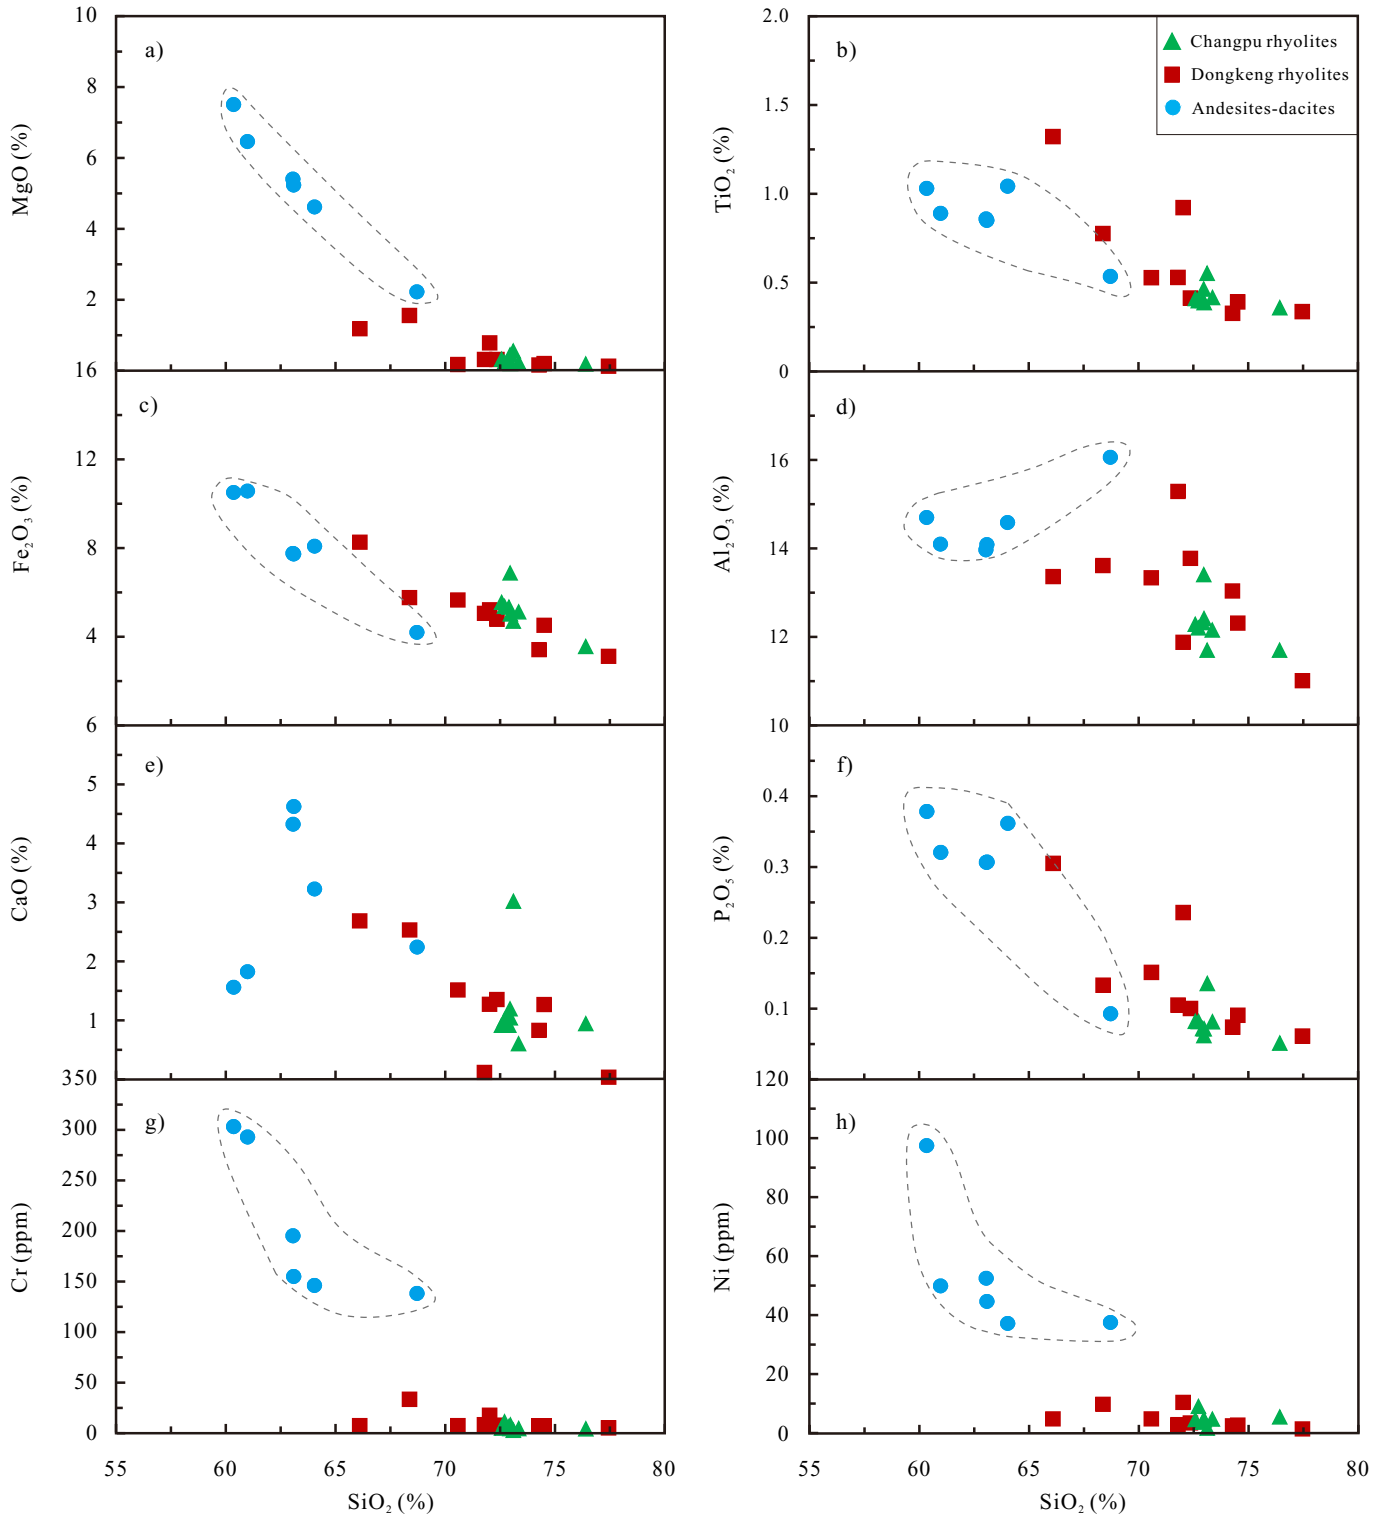 10
8
6
4
2
16
MgO (%)
a)
2.0
1.5
1.0
0.5
0
TiO₂ (%)
b)
Changpu rhyolites
Dongkeng rhyolites
Andesites-dacites
12
8
4
6
Fe₂O₃ (%)
c)
16
14
12
10
Al₂O₃ (%)
d)
5
4
3
2
1
350
CaO (%)
e)
0.4
0.3
0.2
0.1
120
P₂O₅ (%)
f)
300
250
200
150
100
50
0
Cr (ppm)
g)
100
80
60
40
20
0
Ni (ppm)
h)
55 60 65 70 75 80
SiO₂ (%)
55 60 65 70 75 80
SiO₂ (%)